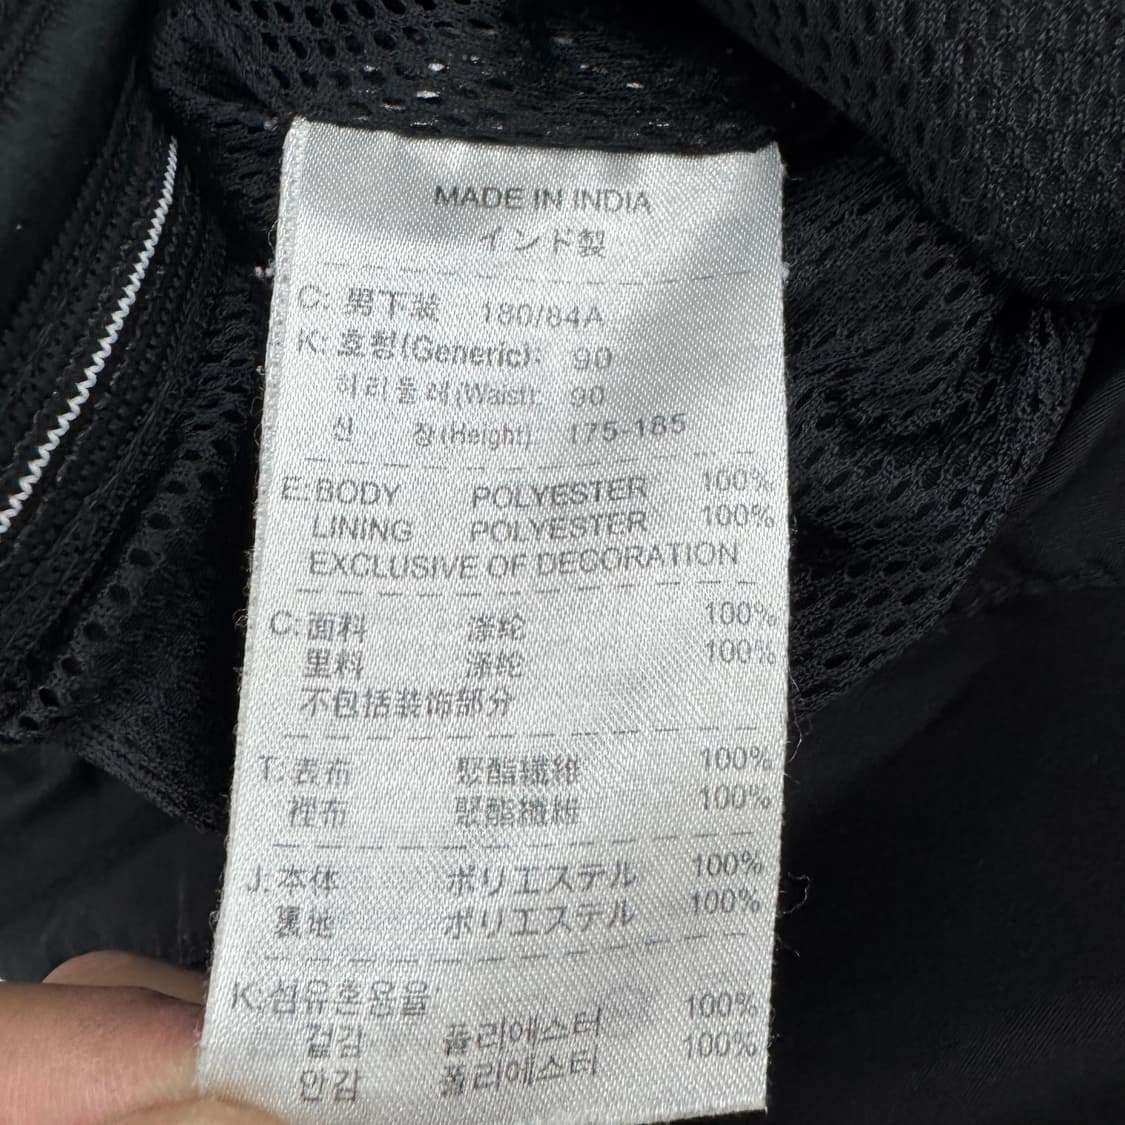 MADE IN INDIA
インド製
C: 男下装 180/84A
K: 호칭(Generic): 90
허리둘레(Waist): 90
신 장(Height): 175-185
E: BODY POLYESTER 100%
LINING POLYESTER 100%
EXCLUSIVE OF DECORATION
C: 面料 涤纶 100%
里料 涤纶 100%
不包括装饰部分
T: 表布 聚酯纖維 100%
裡布 聚酯纖維 100%
J: 本体 ポリエステル 100%
裏地 ポリエステル 100%
K: 섬유혼용율
겉감 폴리에스터 100%
안감 폴리에스터 100%